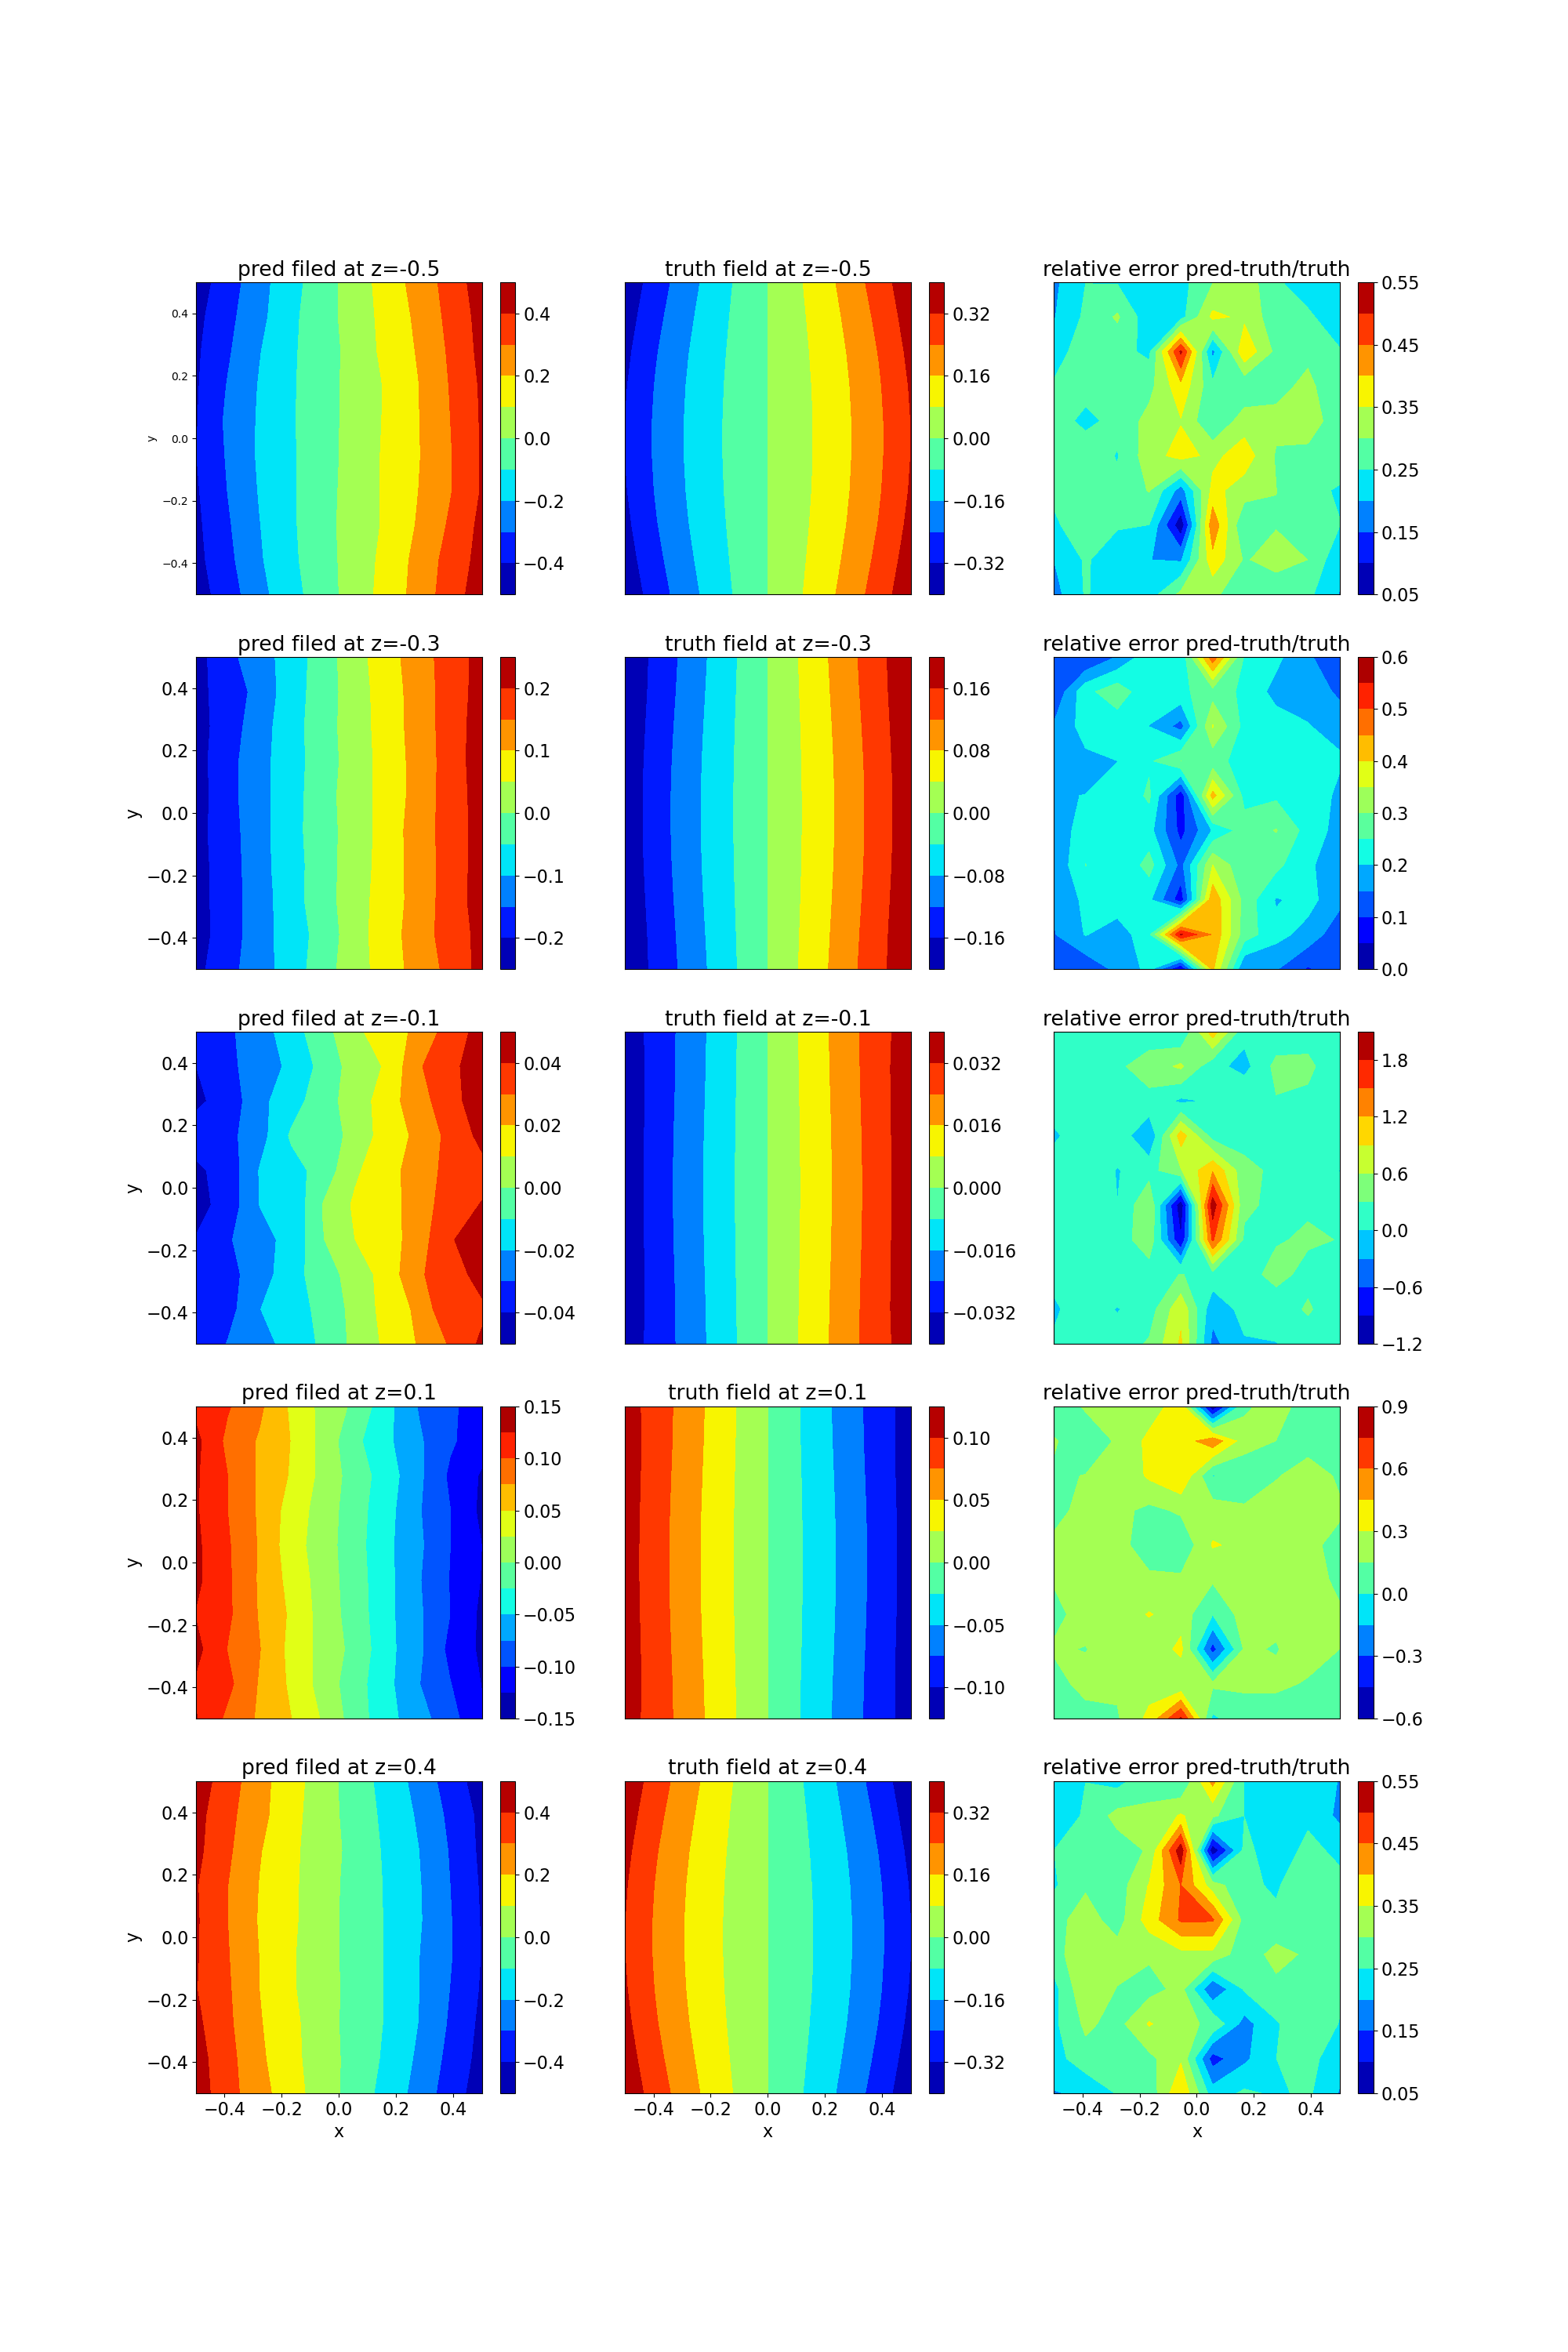 pred filed at z=-0.5 truth field at z=-0.5 relative error pred-truth/truth
0.4 0.2 0.0 −0.2 −0.4 y
0.4 0.2 0.0 −0.2 −0.4
0.32 0.16 0.00 −0.16 −0.32
0.55 0.45 0.35 0.25 0.15 0.05
pred filed at z=-0.3 truth field at z=-0.3 relative error pred-truth/truth
0.4 0.2 0.0 −0.2 −0.4 y
0.2 0.1 0.0 −0.1 −0.2
0.16 0.08 0.00 −0.08 −0.16
0.6 0.5 0.4 0.3 0.2 0.1 0.0
pred filed at z=-0.1 truth field at z=-0.1 relative error pred-truth/truth
0.4 0.2 0.0 −0.2 −0.4 y
0.04 0.02 0.00 −0.02 −0.04
0.032 0.016 0.000 −0.016 −0.032
1.8 1.2 0.6 0.0 −0.6 −1.2
pred filed at z=0.1 truth field at z=0.1 relative error pred-truth/truth
0.4 0.2 0.0 −0.2 −0.4 y
0.15 0.10 0.05 0.00 −0.05 −0.10 −0.15
0.10 0.05 0.00 −0.05 −0.10
0.9 0.6 0.3 0.0 −0.3 −0.6
pred filed at z=0.4 truth field at z=0.4 relative error pred-truth/truth
0.4 0.2 0.0 −0.2 −0.4 y
0.4 0.2 0.0 −0.2 −0.4
0.32 0.16 0.00 −0.16 −0.32
0.55 0.45 0.35 0.25 0.15 0.05
−0.4 −0.2 0.0 0.2 0.4 −0.4 −0.2 0.0 0.2 0.4 −0.4 −0.2 0.0 0.2 0.4
x x x